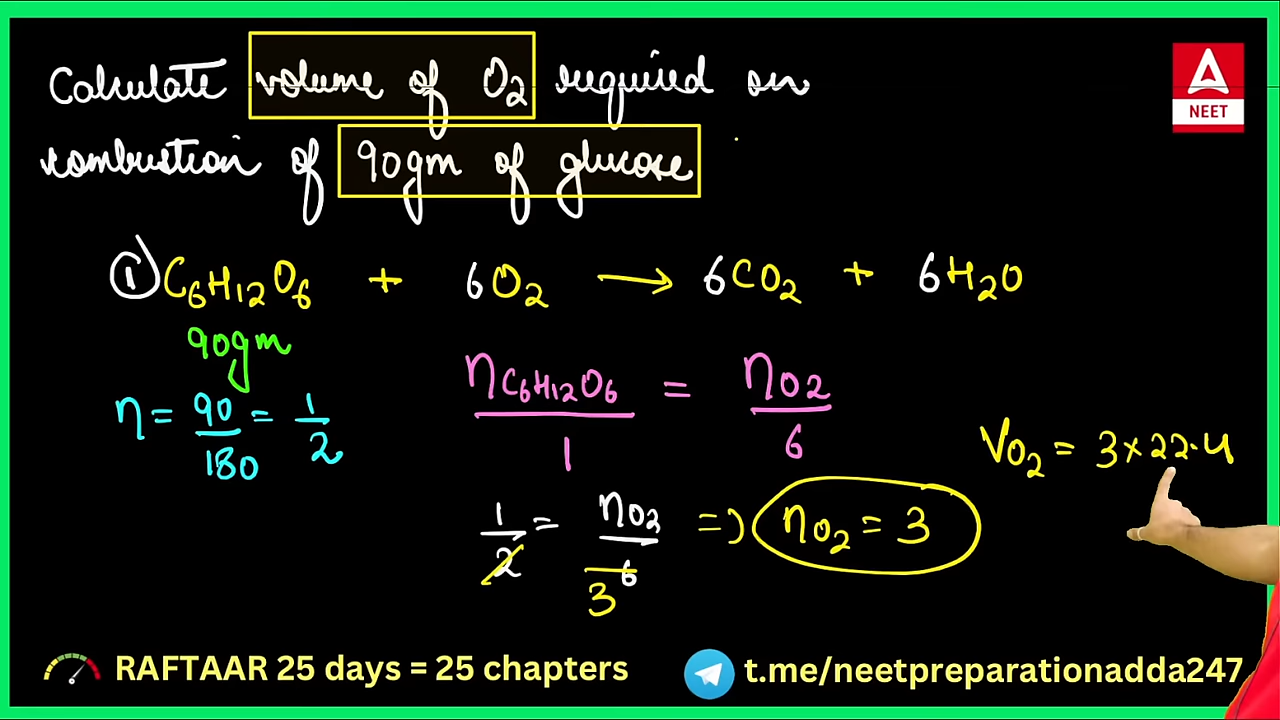 Calculate volume of O2 required on
combustion of 90gm of glucose
NEET
① C6H12O6 + 6O2 → 6CO2 + 6H2O
90gm
n = 90/180 = 1/2
nC6H12O6/1 = nO2/6
VO2 = 3×22.4
1/2 = nO2/6 3 => nO2 = 3
RAFTAAR 25 days = 25 chapters
t.me/neetpreparationadda247